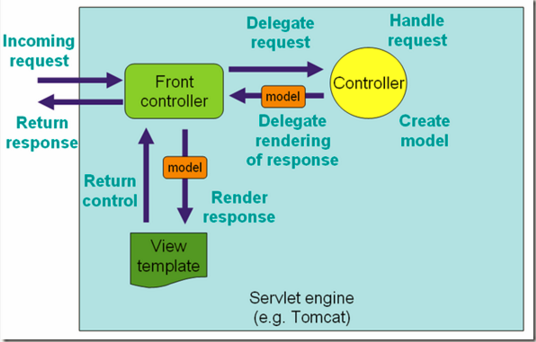 Incoming
request
Return
response
Front
controller
Delegate
request
Handle
request
Controller
model
Delegate
rendering
of response
Create
model
Return
control
model
Render
response
View
template
Servlet engine
(e.g. Tomcat)